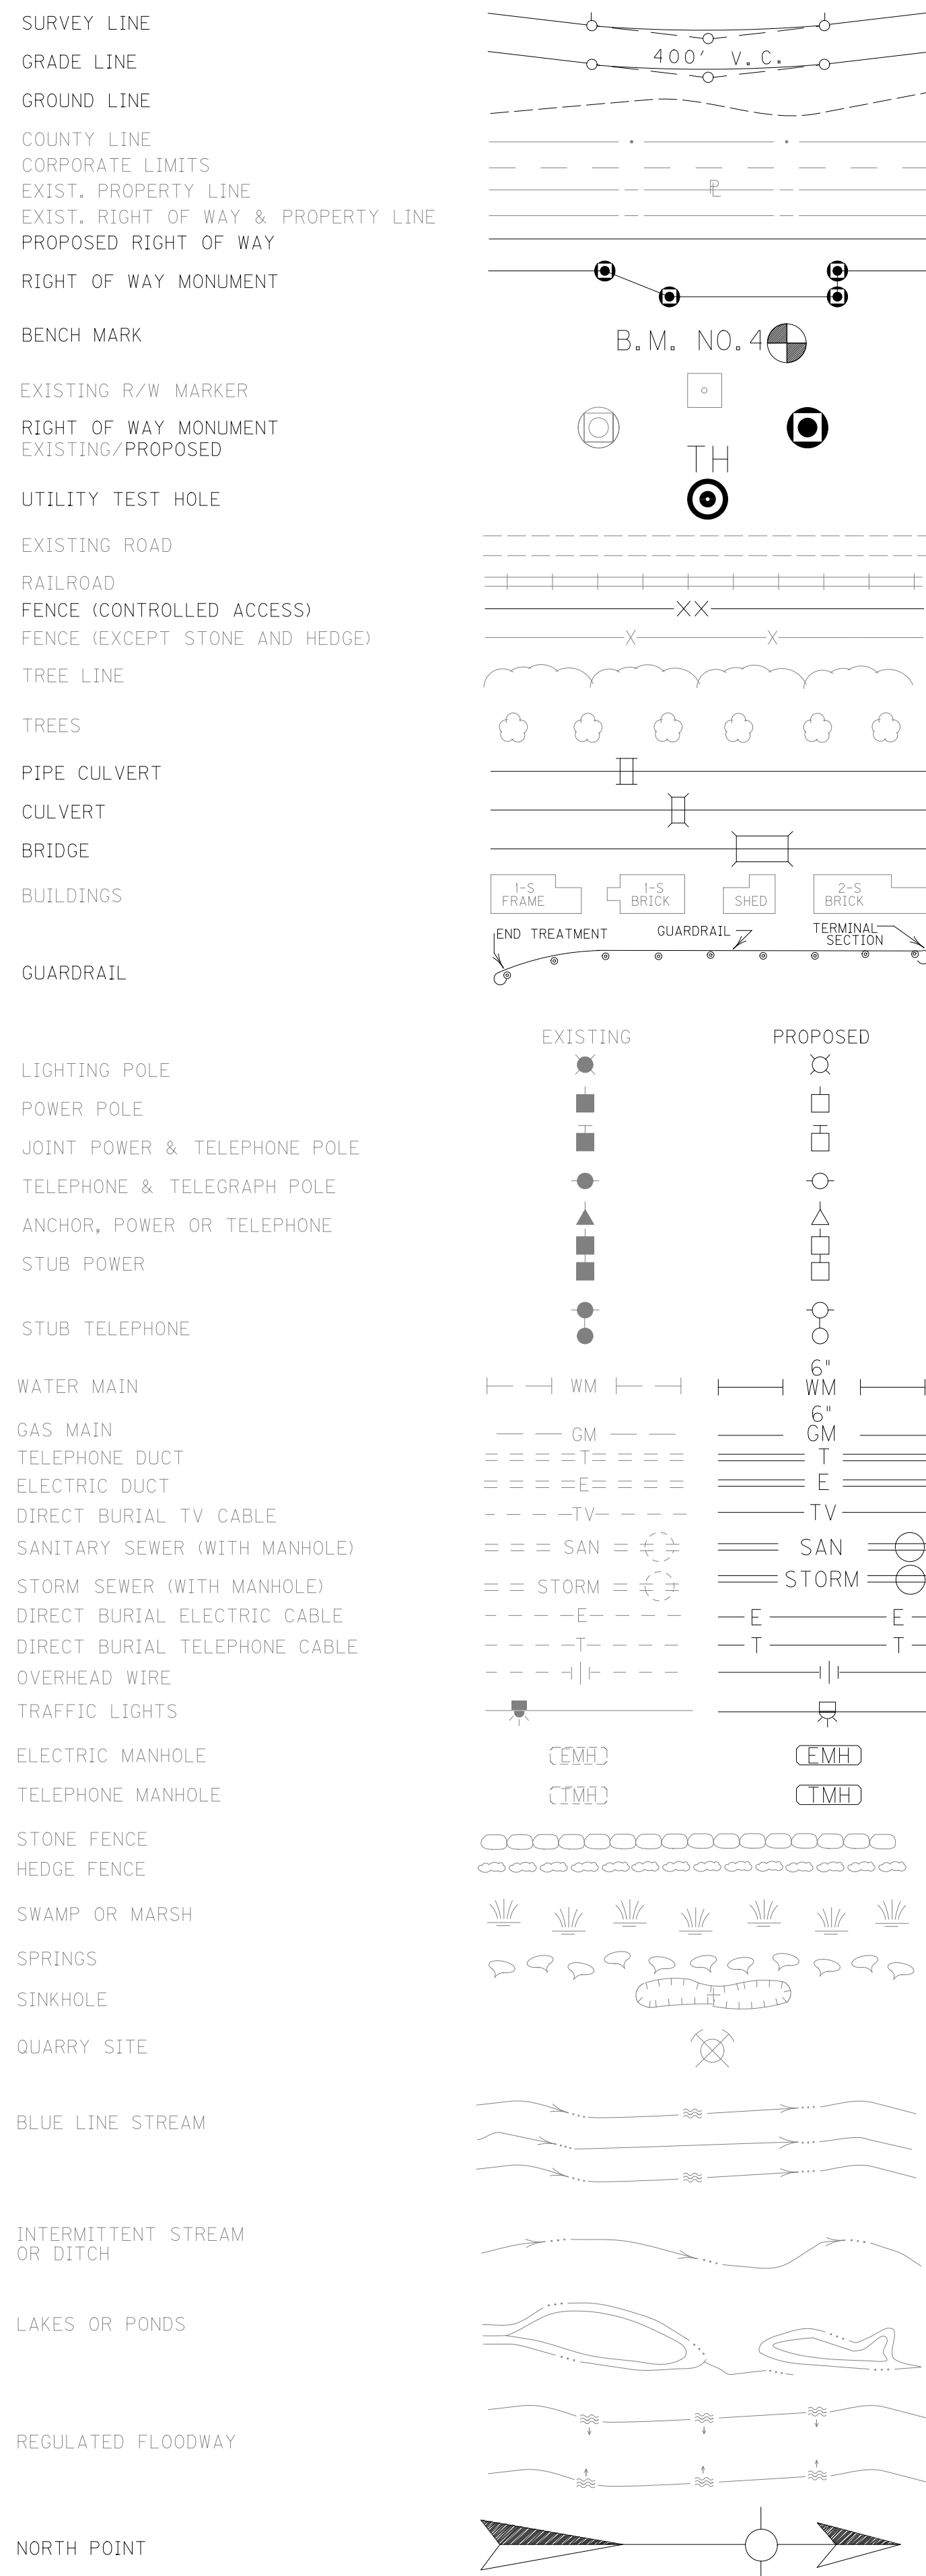 SURVEY LINE
GRADE LINE
400' V.C.
GROUND LINE
COUNTY LINE
CORPORATE LIMITS
EXIST. PROPERTY LINE
PL
EXIST. RIGHT OF WAY & PROPERTY LINE
PROPOSED RIGHT OF WAY
RIGHT OF WAY MONUMENT
BENCH MARK
B.M. NO.4
EXISTING R/W MARKER
RIGHT OF WAY MONUMENT
EXISTING/PROPOSED
TH
UTILITY TEST HOLE
EXISTING ROAD
RAILROAD
FENCE (CONTROLLED ACCESS)
XX
FENCE (EXCEPT STONE AND HEDGE)
X X
TREE LINE
TREES
PIPE CULVERT
CULVERT
BRIDGE
BUILDINGS
1-S FRAME
1-S BRICK
SHED
2-S BRICK
GUARDRAIL
END TREATMENT
GUARDRAIL
TERMINAL
SECTION
EXISTING PROPOSED
LIGHTING POLE
POWER POLE
JOINT POWER & TELEPHONE POLE
TELEPHONE & TELEGRAPH POLE
ANCHOR, POWER OR TELEPHONE
STUB POWER
STUB TELEPHONE
6"
WATER MAIN WM WM
6"
GAS MAIN GM GM
TELEPHONE DUCT T T
ELECTRIC DUCT E E
DIRECT BURIAL TV CABLE TV TV
SANITARY SEWER (WITH MANHOLE) SAN SAN
STORM SEWER (WITH MANHOLE) STORM STORM
DIRECT BURIAL ELECTRIC CABLE E E E
DIRECT BURIAL TELEPHONE CABLE T T T
OVERHEAD WIRE
TRAFFIC LIGHTS
ELECTRIC MANHOLE EMH EMH
TELEPHONE MANHOLE TMH TMH
STONE FENCE
HEDGE FENCE
SWAMP OR MARSH
SPRINGS
SINKHOLE
QUARRY SITE
BLUE LINE STREAM
INTERMITTENT STREAM
OR DITCH
LAKES OR PONDS
REGULATED FLOODWAY
NORTH POINT